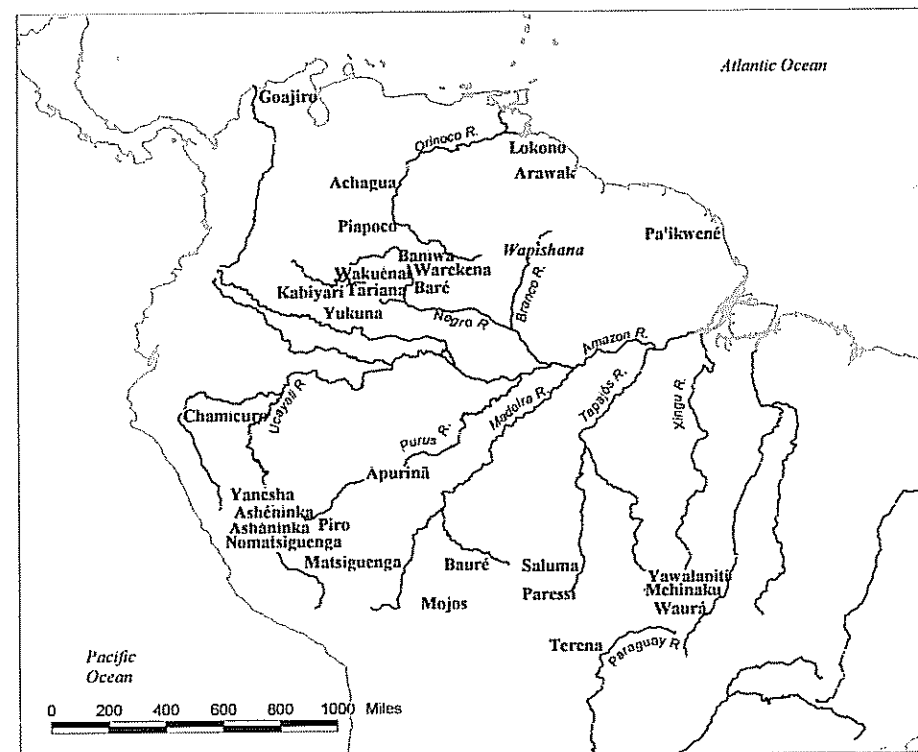 Atlantic Ocean
Goajiro
Orinoco R.
Lokono
Arawak
Achagua
Piapoco
Pa'ikwené
Wapishana
Baniwa
Wakuénai Warekena
Kabiyarí Tariana Baré
Yukuna
Negro R.
Branco R.
Amazon R.
Chamicuro
Ucayali R.
Purus R.
Madeira R.
Tapajós R.
Xingu R.
Apurinã
Yanesha
Ashéninka
Asháninka Piro
Nomatsiguenga
Matsiguenga
Bauré
Saluma
Paressi
Mojos
Yawalapití
Mehinaku
Waurá
Terena
Paraguay R
Pacific
Ocean
0 200 400 600 800 1000 Miles